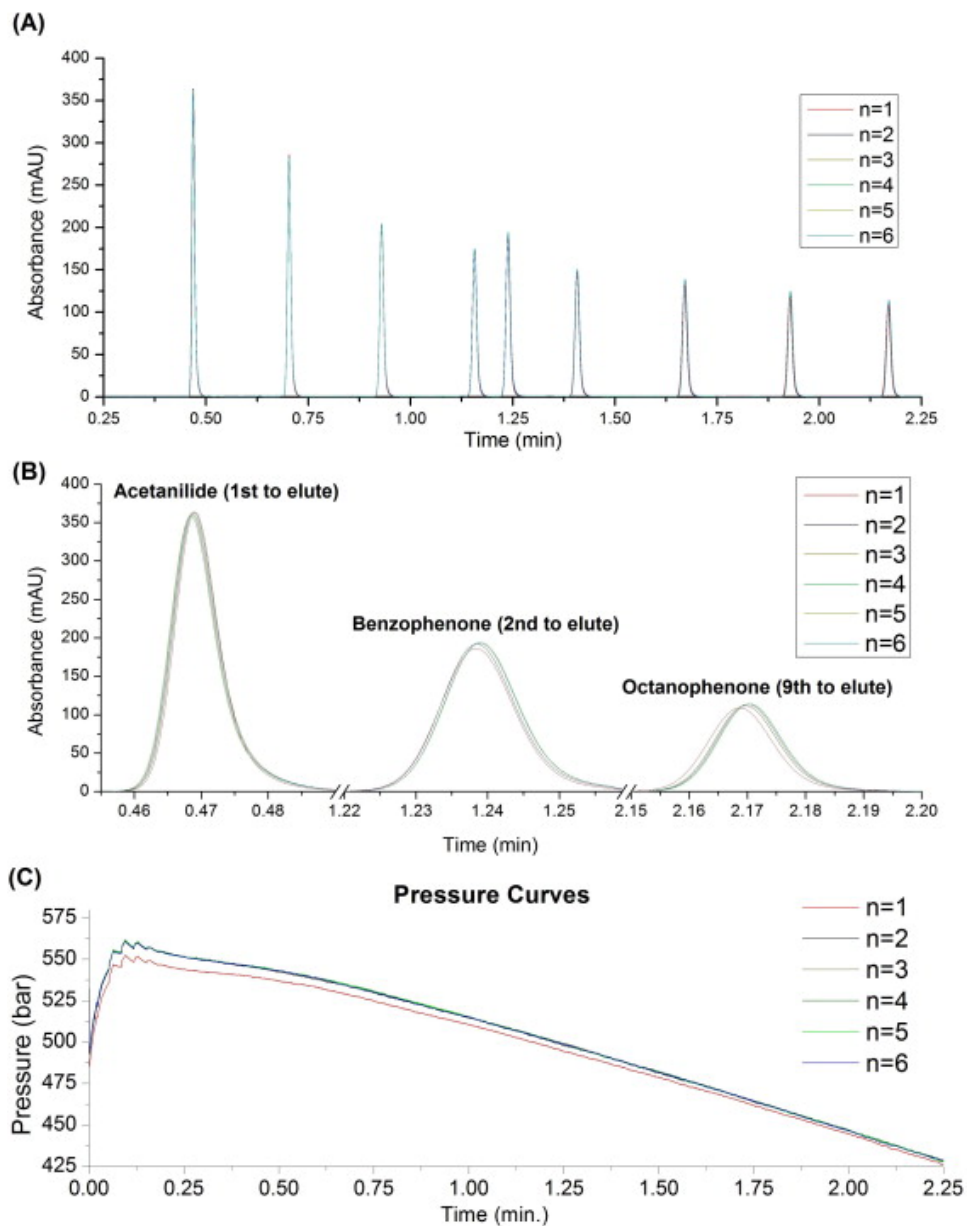 (A)
400
350
300
250
200
150
100
50
0
Absorbance (mAU)
n=1
n=2
n=3
n=4
n=5
n=6
0.25 0.50 0.75 1.00 1.25 1.50 1.75 2.00 2.25
Time (min)
(B)
400
350
300
250
200
150
100
50
0
Absorbance (mAU)
Acetanilide (1st to elute)
Benzophenone (2nd to elute)
Octanophenone (9th to elute)
n=1
n=2
n=3
n=4
n=5
n=6
0.46 0.47 0.48 1.22 1.23 1.24 1.25 2.15 2.16 2.17 2.18 2.19 2.20
Time (min)
(C)
Pressure Curves
575
550
525
500
475
450
425
Pressure (bar)
n=1
n=2
n=3
n=4
n=5
n=6
0.00 0.25 0.50 0.75 1.00 1.25 1.50 1.75 2.00 2.25
Time (min.)